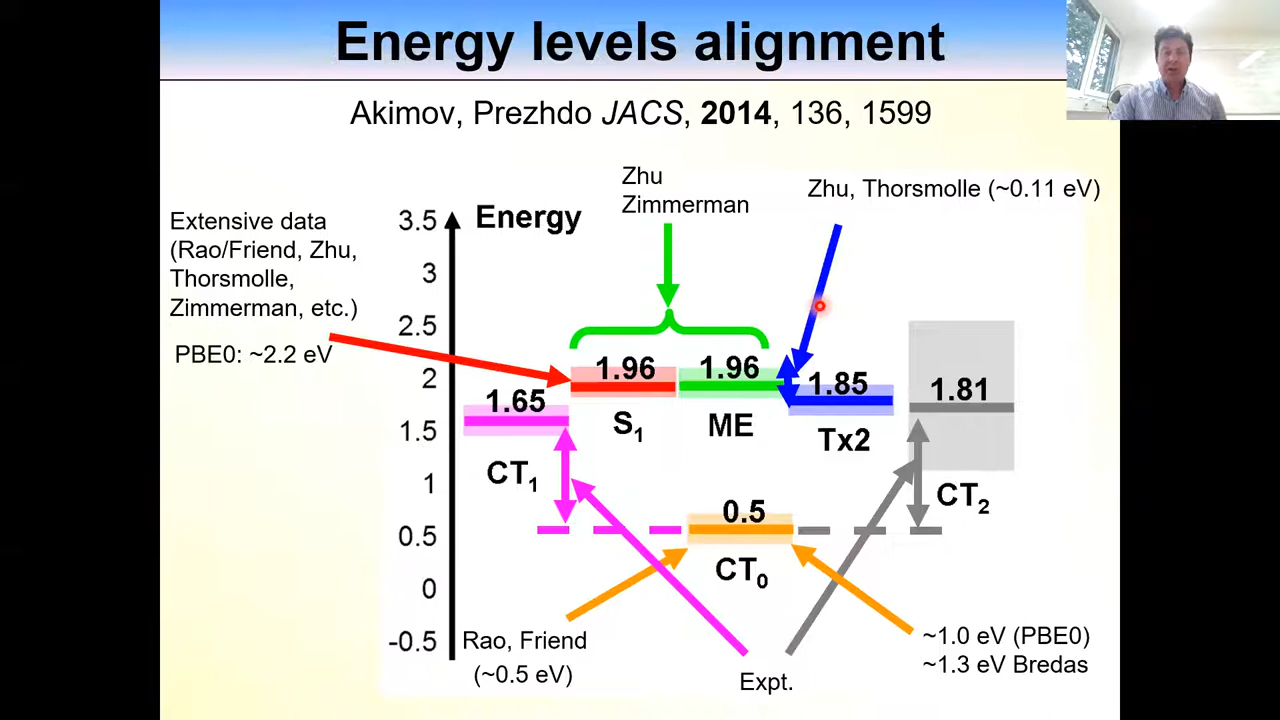 Energy levels alignment
Akimov, Prezhdo JACS, 2014, 136, 1599
Zhu
Zimmerman
Zhu, Thorsmolle (~0.11 eV)
Extensive data
(Rao/Friend, Zhu,
Thorsmolle,
Zimmerman, etc.)
PBE0: ~2.2 eV
Energy
3.5
3
2.5
2
1.5
1
0.5
0
-0.5
1.65
CT₁
1.96
S₁
1.96
ME
1.85
Tx2
1.81
CT₂
0.5
CT₀
Rao, Friend
(~0.5 eV)
Expt.
~1.0 eV (PBE0)
~1.3 eV Bredas